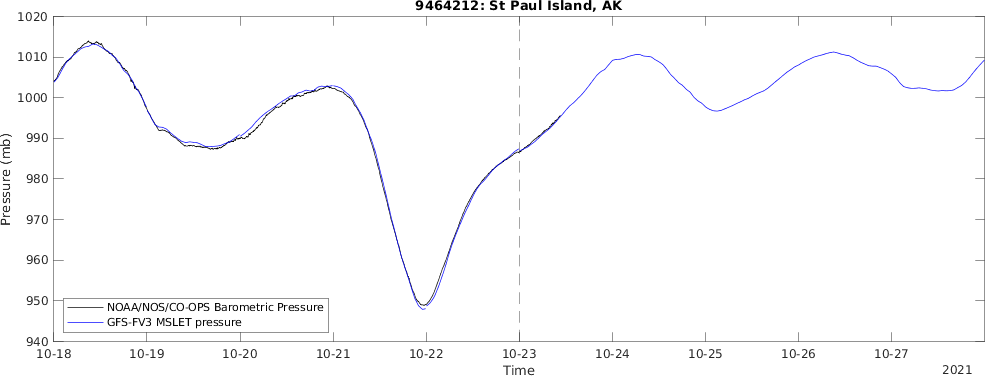 9464212: St Paul Island, AK
1020
1010
1000
990
980
970
960
950
940
Pressure (mb)
NOAA/NOS/CO-OPS Barometric Pressure
GFS-FV3 MSLET pressure
10-18 10-19 10-20 10-21 10-22 10-23 10-24 10-25 10-26 10-27
Time
2021